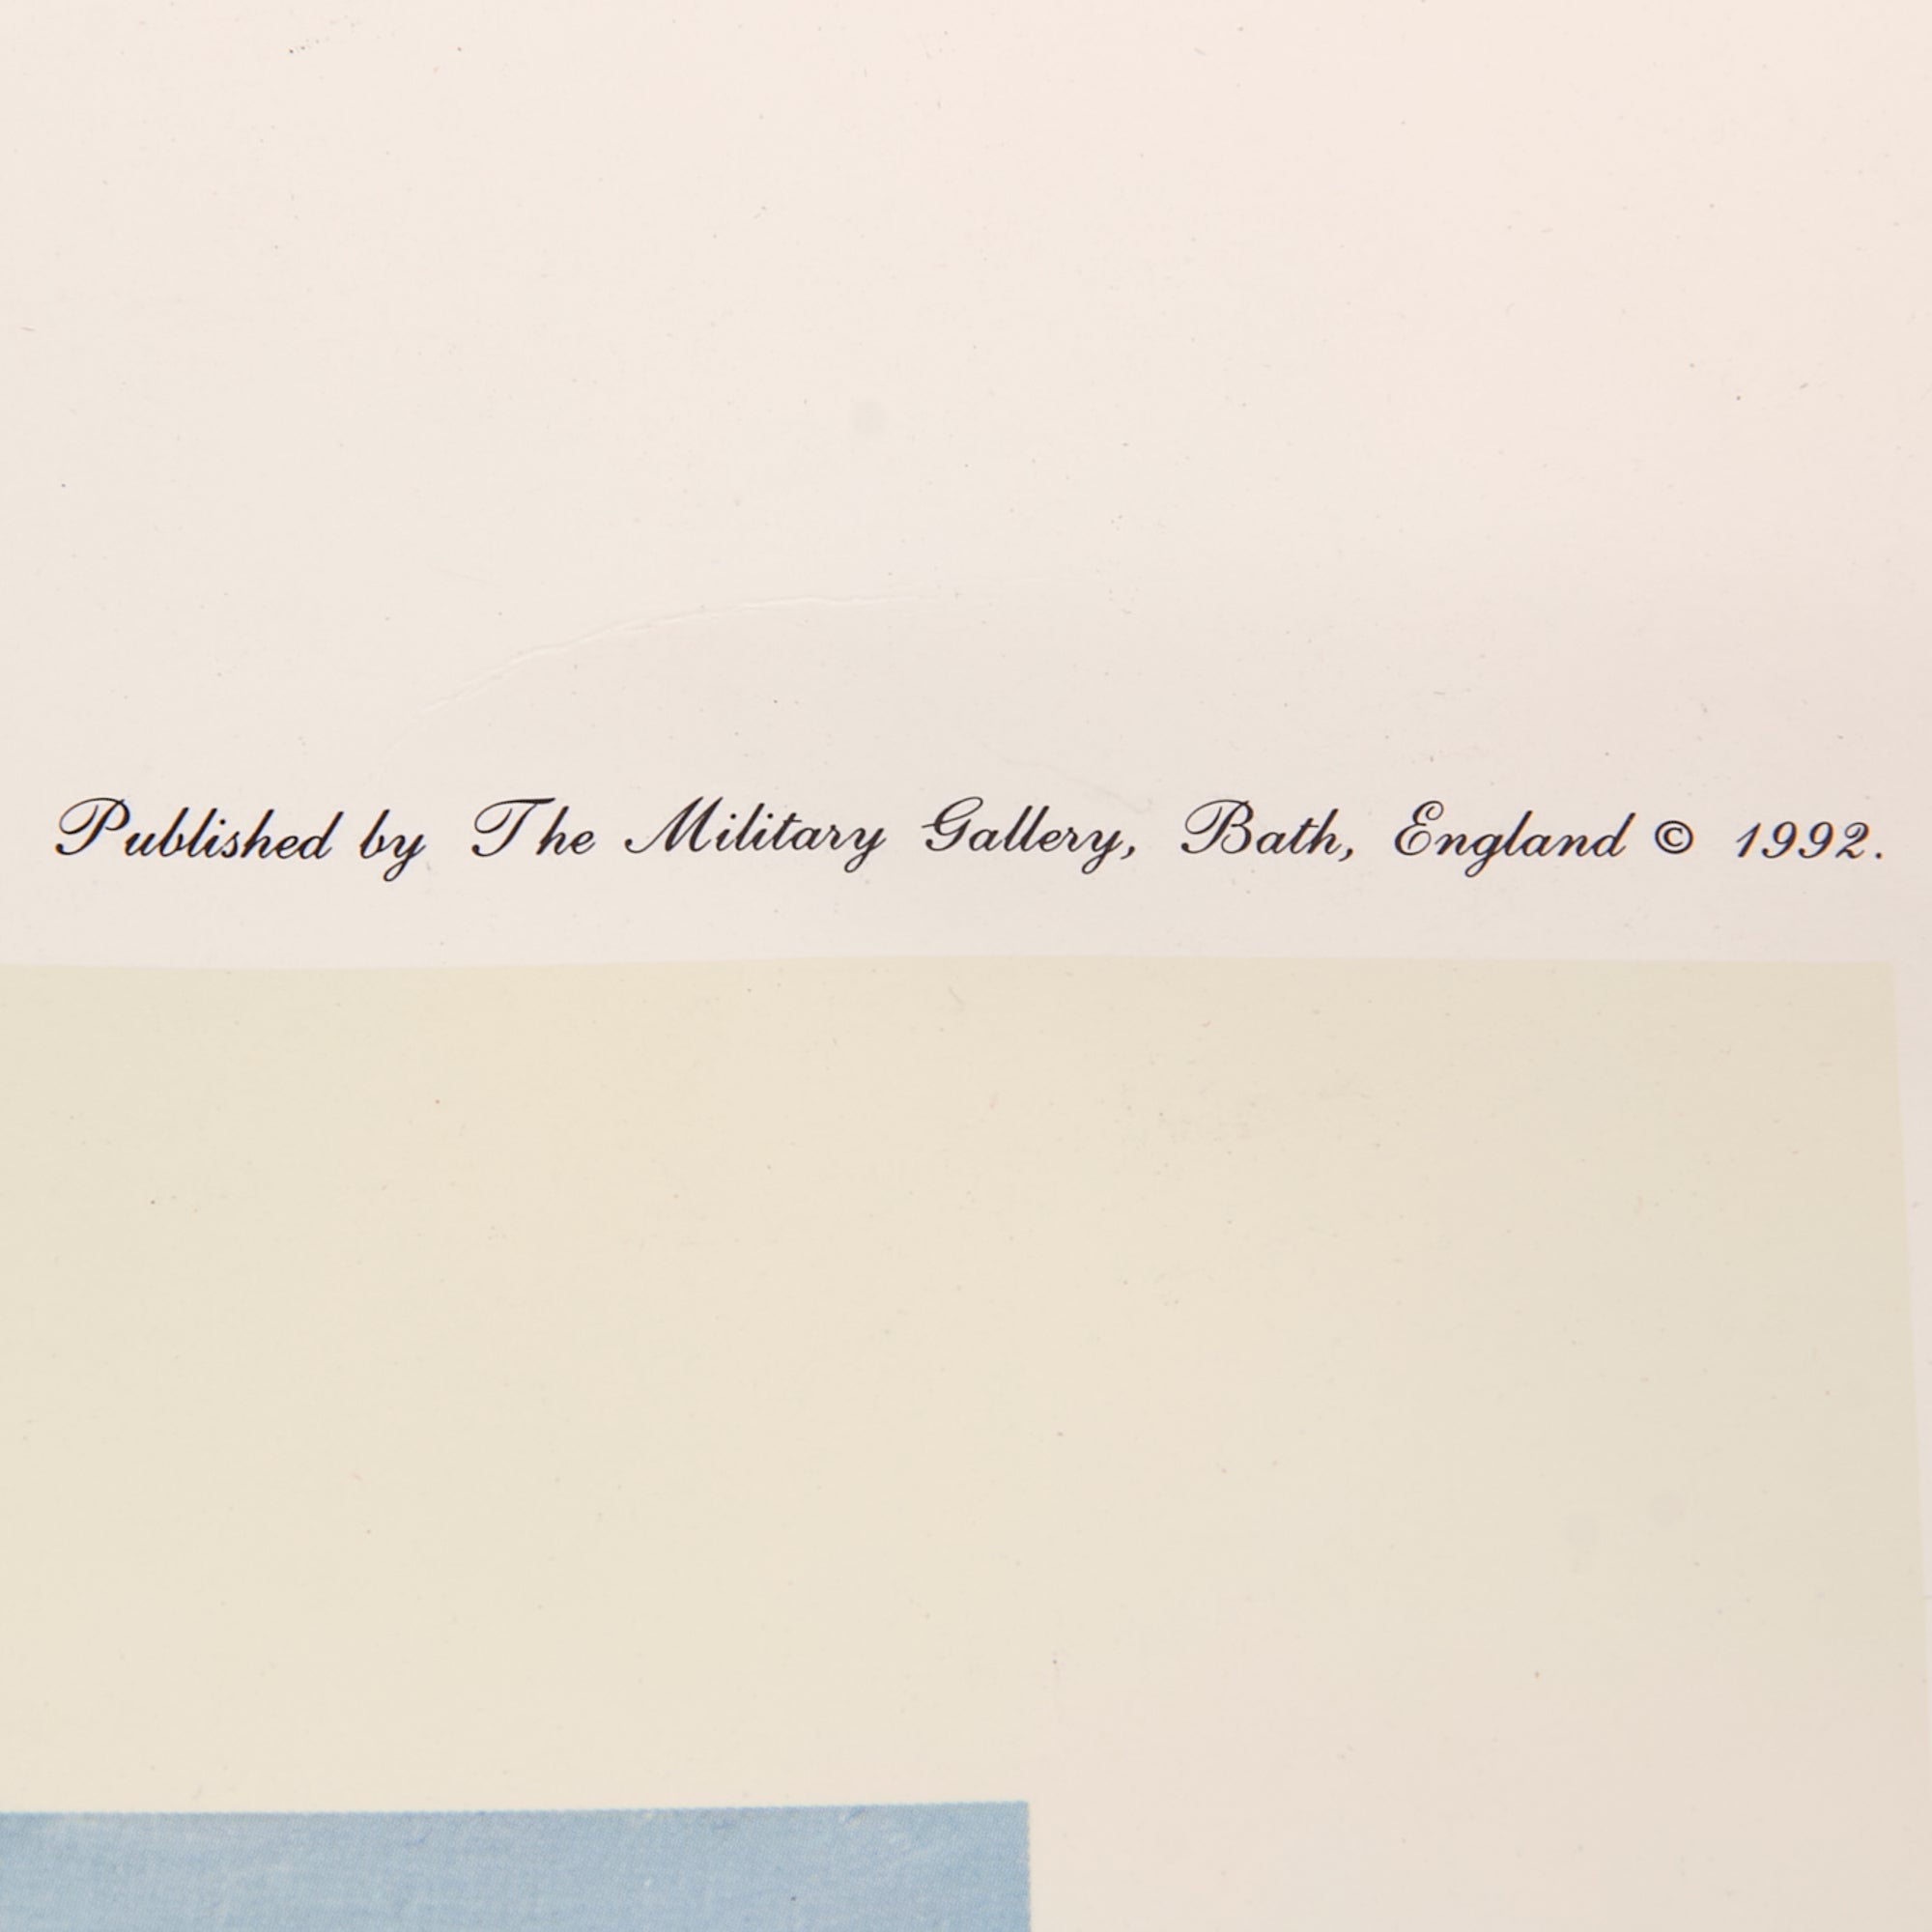 Published by The Military Gallery, Bath, England © 1992.